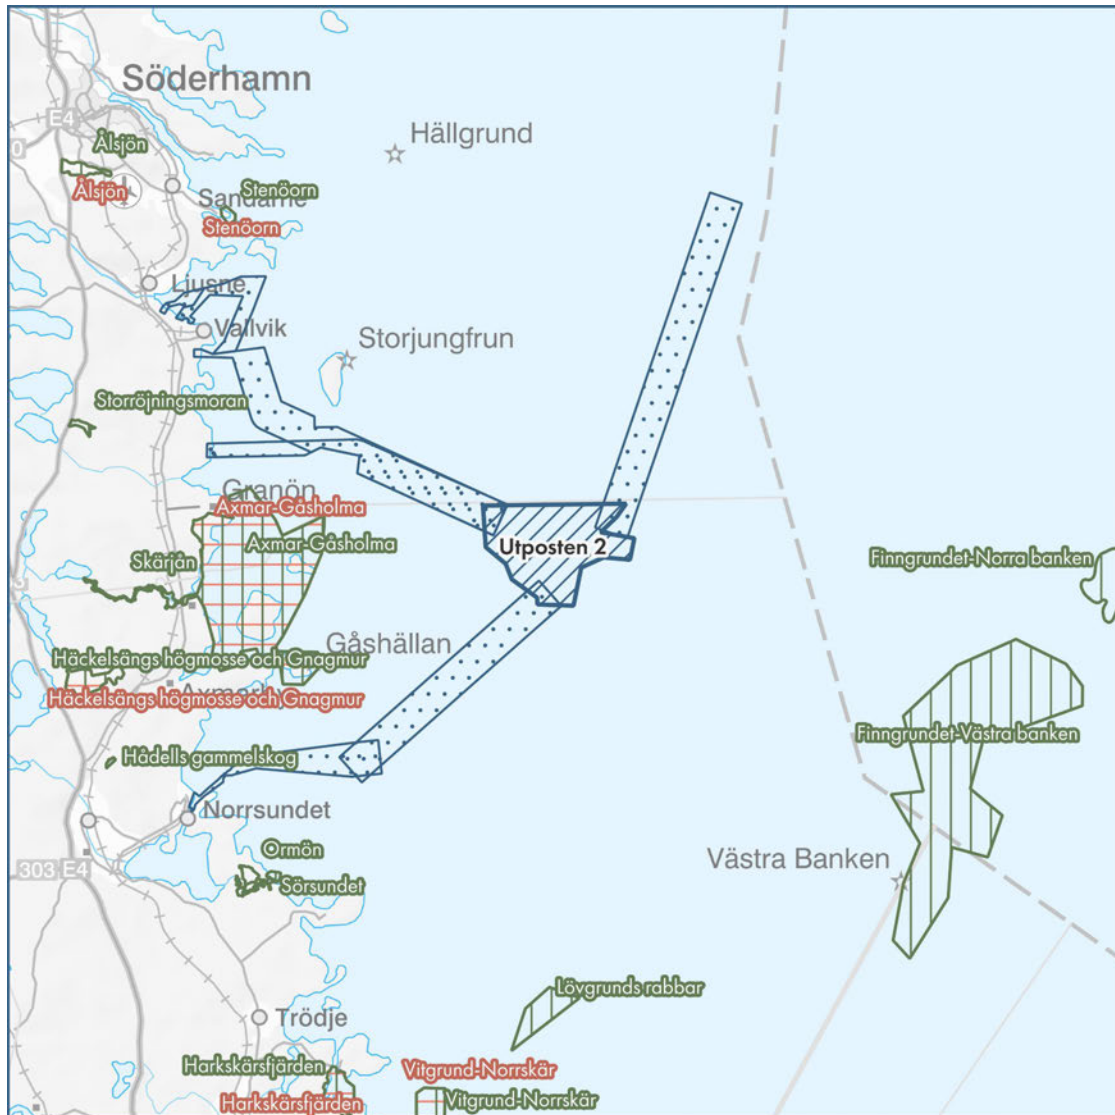 Söderhamn
E4
Hällgrund
Ålsjön
0
Ålsjön
Sandarne
Stenöorn
Stenöorn
Ljusne
Vallvik
Storjungfrun
Storröjningsmoran
Granön
Axmar-Gåsholma
Axmar-Gåsholma
Utposten 2
Skärjån
Finngrundet-Norra banken
Gåshällan
Häckelsängs högmosse och Gnagmur
Häckelsängs högmosse och Gnagmur
Finngrundet-Västra banken
Hådells gammelskog
Norrsundet
Ormön
Västra Banken
303 E4
Sörsundet
Lövgrunds rabbar
Trödje
Harkskärsfjärden
Vitgrund-Norrskär
Harkskärsfjärden
Vitgrund-Norrskär